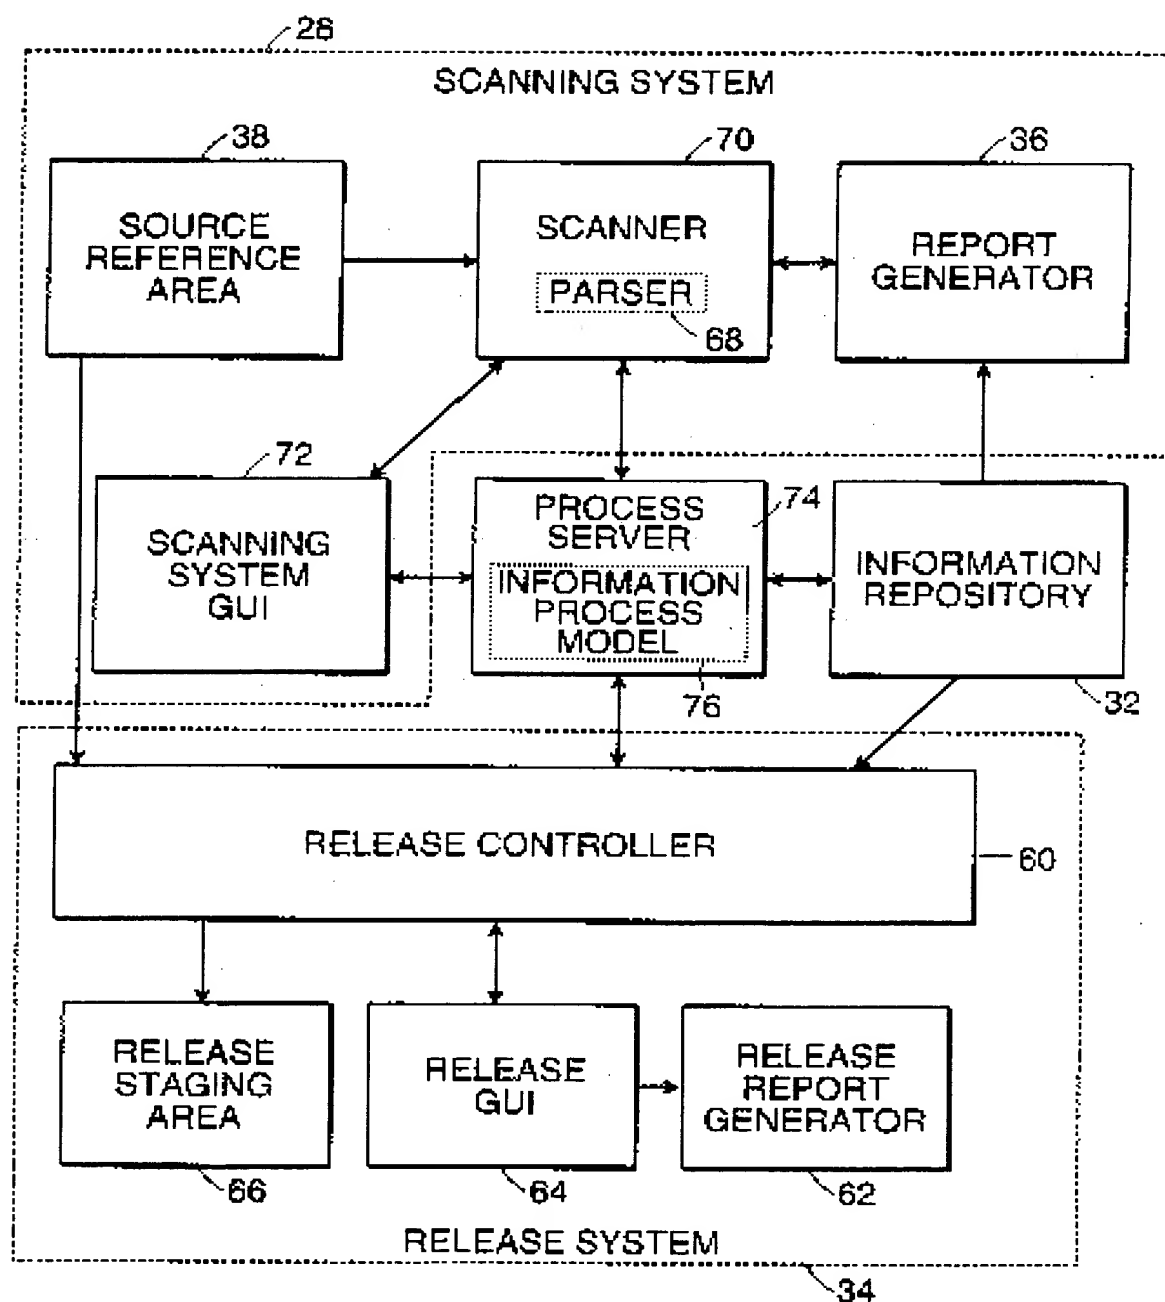 28
SCANNING SYSTEM
38
70
36
SOURCE
REFERENCE
AREA
SCANNER
PARSER
68
REPORT
GENERATOR
72
SCANNING
SYSTEM
GUI
PROCESS
SERVER
74
INFORMATION
PROCESS
MODEL
76
INFORMATION
REPOSITORY
32
RELEASE CONTROLLER
60
RELEASE
STAGING
AREA
66
RELEASE
GUI
64
RELEASE
REPORT
GENERATOR
62
RELEASE SYSTEM
34